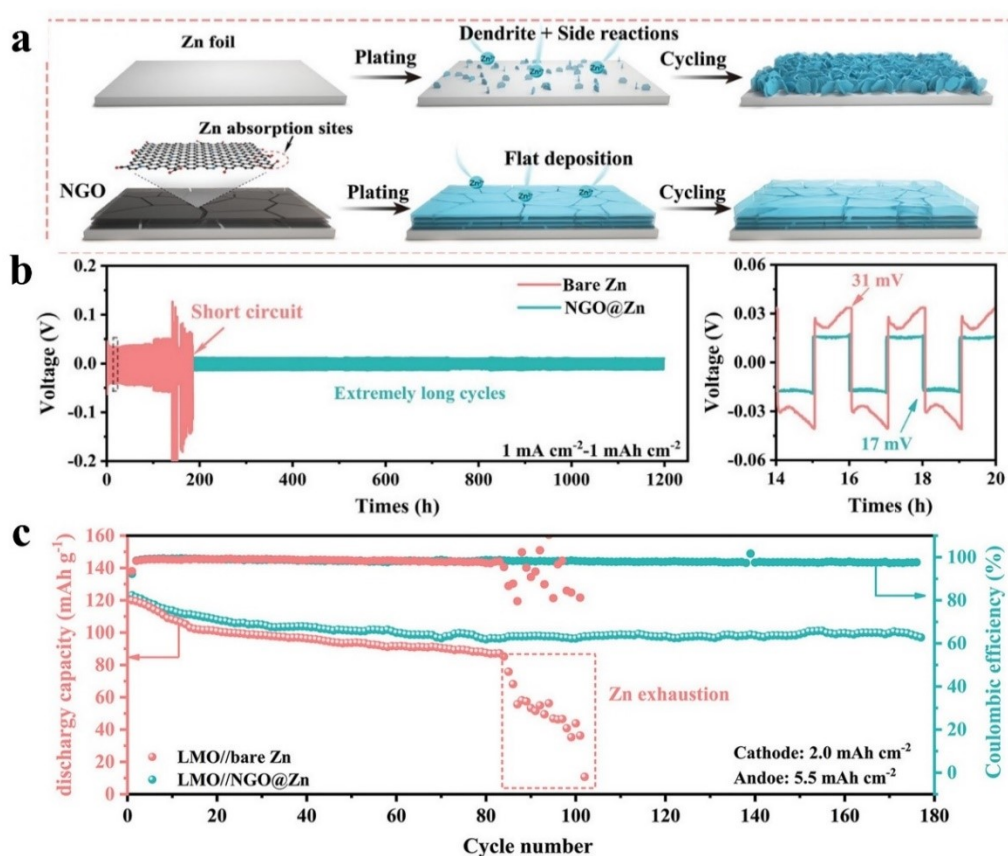 a
Zn foil
Plating
Dendrite + Side reactions
Cycling
Zn absorption sites
NGO
Plating
Flat deposition
Cycling
b
Voltage (V)
0.2
0.1
0.0
-0.1
-0.2
Short circuit
Bare Zn
NGO@Zn
Extremely long cycles
1 mA cm⁻²-1 mAh cm⁻²
0 200 400 600 800 1000 1200
Times (h)
Voltage (V)
0.06
0.03
0.00
-0.03
-0.06
31 mV
17 mV
14 16 18 20
Times (h)
c
dischargy capacity (mAh g⁻¹)
160
140
120
100
80
60
40
20
0
Zn exhaustion
LMO//bare Zn
LMO//NGO@Zn
Cathode: 2.0 mAh cm⁻²
Andoe: 5.5 mAh cm⁻²
100
80
60
40
20
0
Coulombic efficiency (%)
0 20 40 60 80 100 120 140 160 180
Cycle number